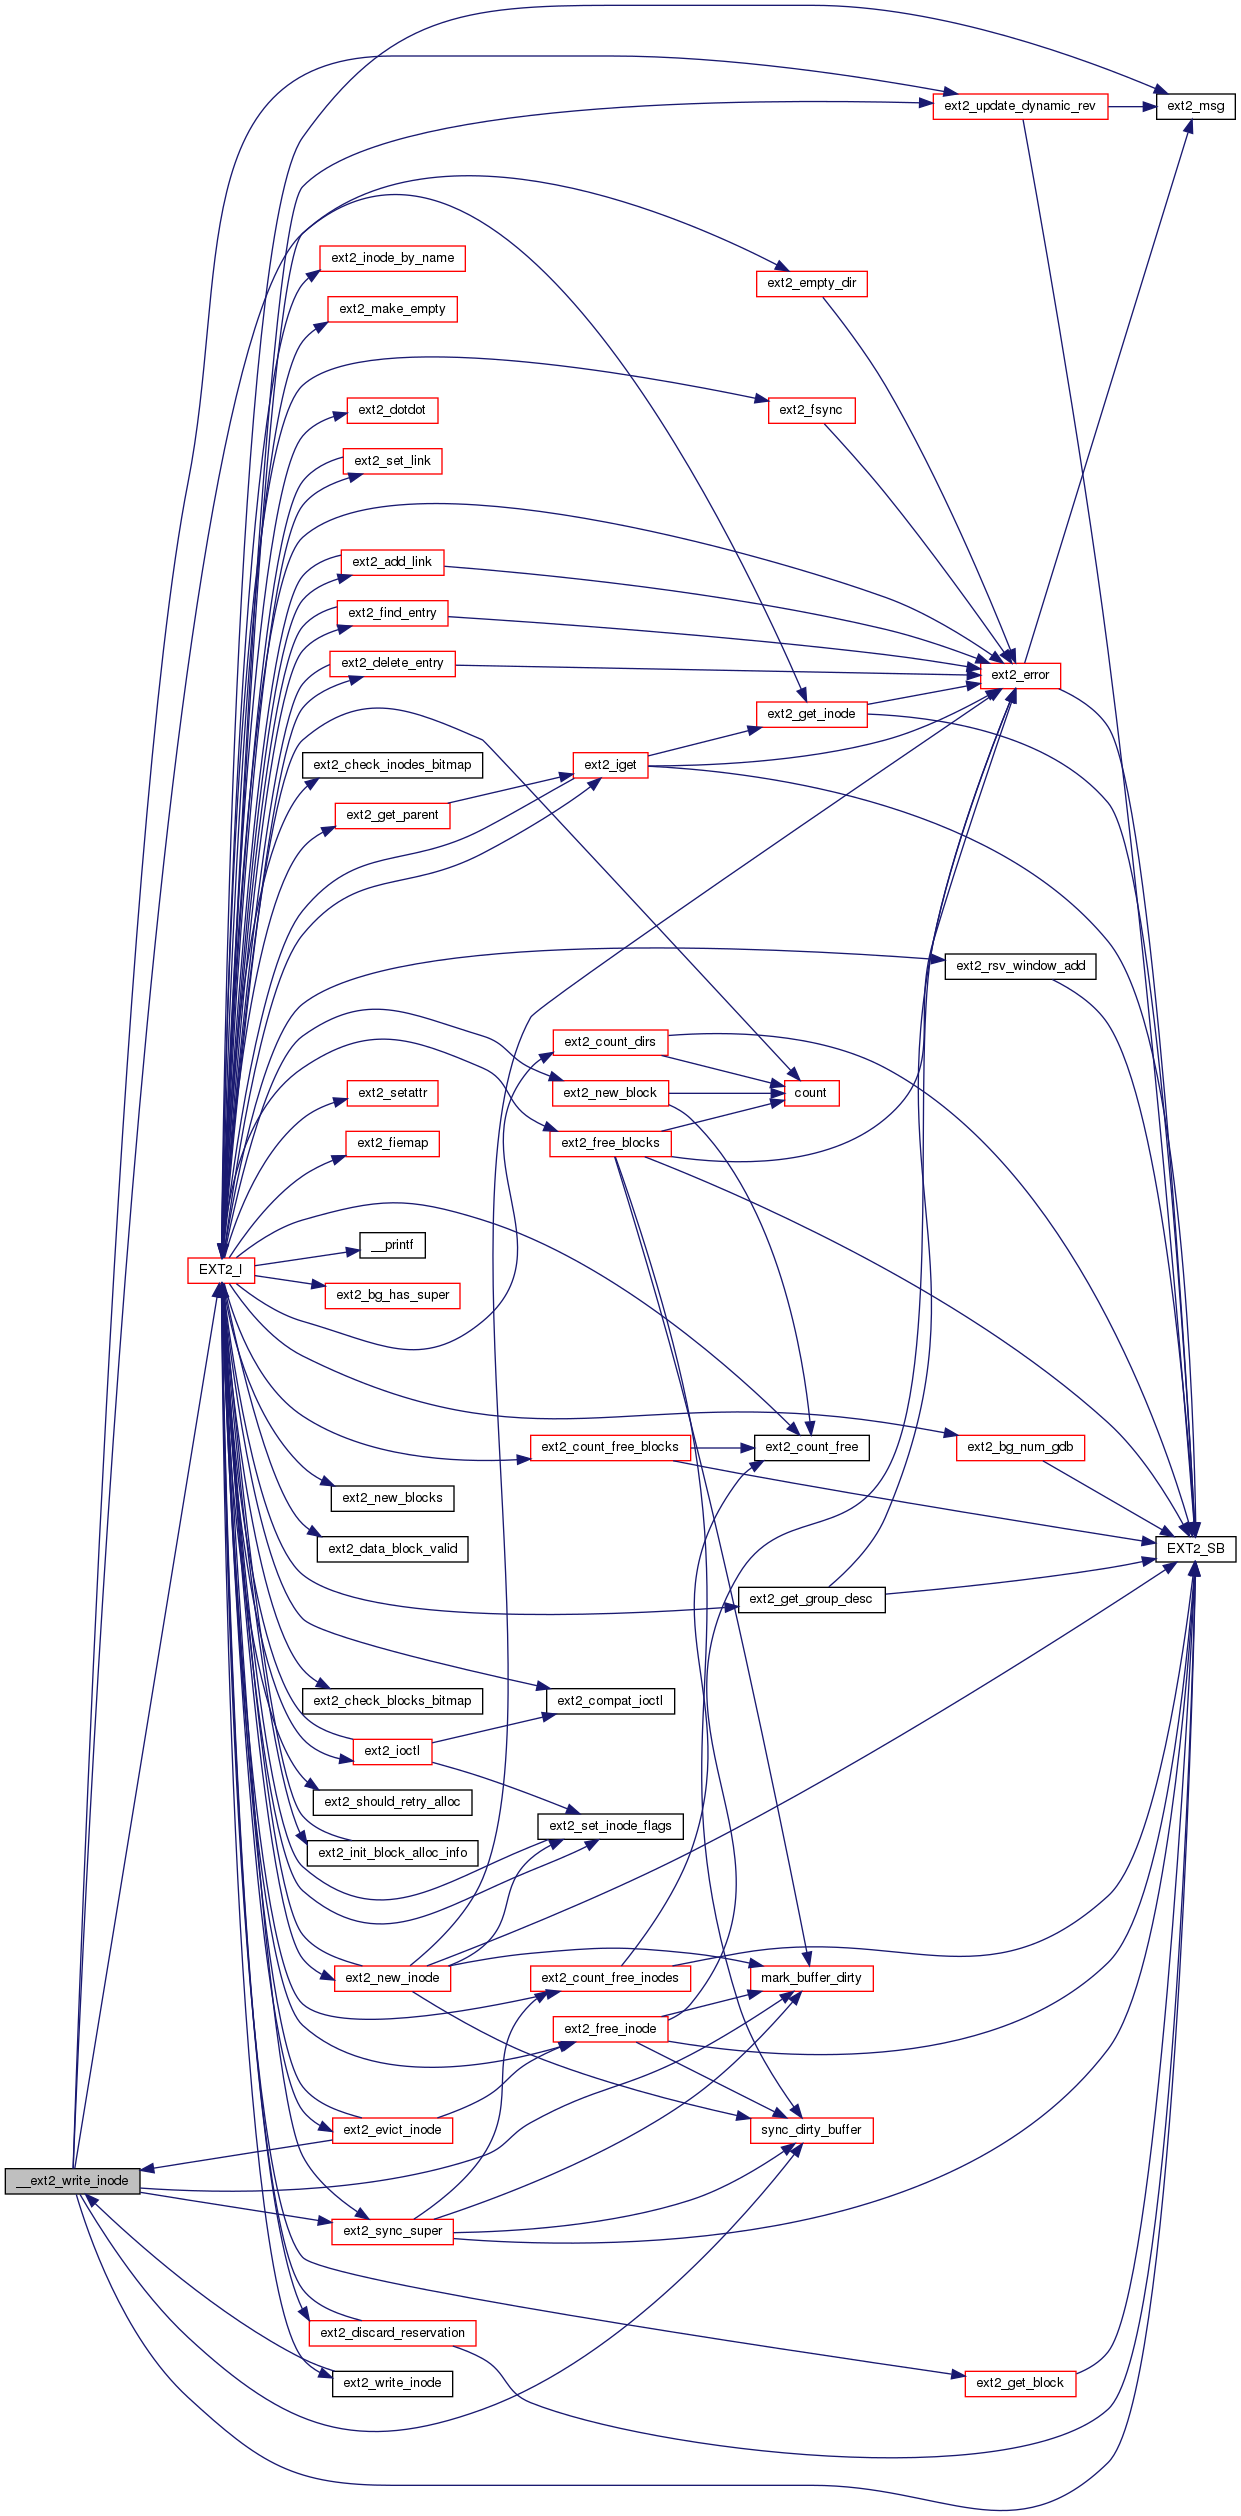 ext2_update_dynamic_rev
ext2_msg
ext2_inode_by_name
ext2_empty_dir
ext2_make_empty
ext2_dotdot
ext2_fsync
ext2_set_link
ext2_add_link
ext2_find_entry
ext2_delete_entry
ext2_error
ext2_get_inode
ext2_check_inodes_bitmap
ext2_iget
ext2_get_parent
ext2_rsv_window_add
ext2_count_dirs
ext2_setattr
ext2_new_block
count
ext2_fiemap
ext2_free_blocks
__printf
EXT2_I
ext2_bg_has_super
ext2_count_free_blocks
ext2_count_free
ext2_bg_num_gdb
ext2_new_blocks
ext2_data_block_valid
EXT2_SB
ext2_get_group_desc
ext2_check_blocks_bitmap
ext2_compat_ioctl
ext2_ioctl
ext2_should_retry_alloc
ext2_set_inode_flags
ext2_init_block_alloc_info
ext2_new_inode
ext2_count_free_inodes
mark_buffer_dirty
ext2_free_inode
ext2_evict_inode
sync_dirty_buffer
__ext2_write_inode
ext2_sync_super
ext2_discard_reservation
ext2_write_inode
ext2_get_block